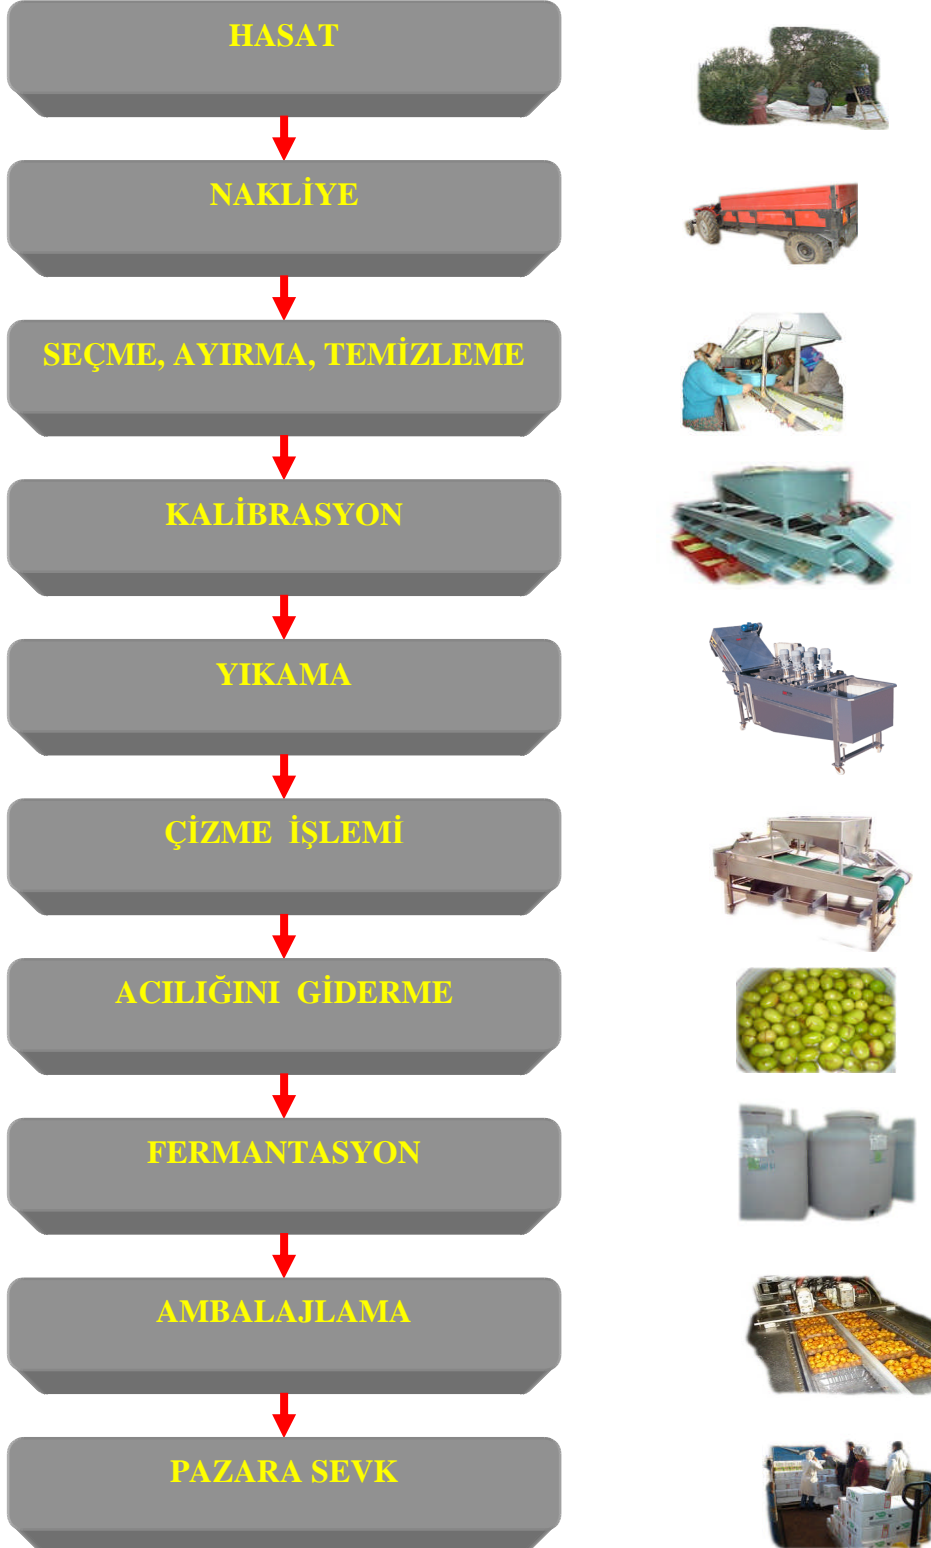 HASAT
NAKLİYE
SEÇME, AYIRMA, TEMİZLEME
KALİBRASYON
YIKAMA
ÇİZME İŞLEMİ
ACILIĞINI GİDERME
FERMANTASYON
AMBALAJLAMA
PAZARA SEVK